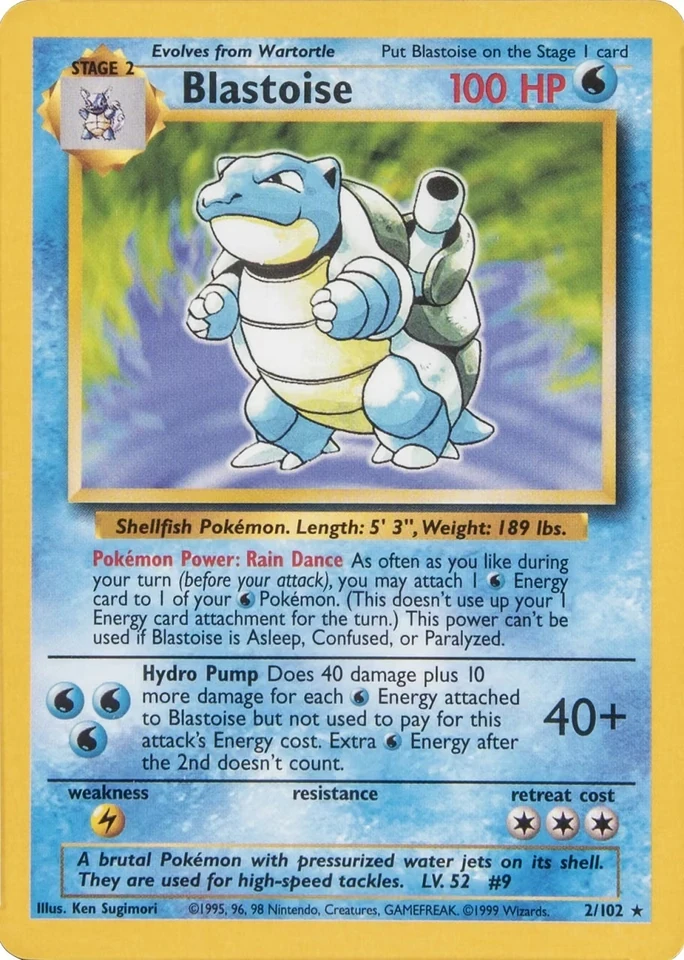 Evolves from Wartortle Put Blastoise on the Stage 1 card
STAGE 2
Blastoise 100 HP
Shellfish Pokémon. Length: 5' 3", Weight: 189 lbs.
Pokémon Power: Rain Dance As often as you like during
your turn (before your attack), you may attach 1 Energy
card to 1 of your Pokémon. (This doesn't use up your 1
Energy card attachment for the turn.) This power can't be
used if Blastoise is Asleep, Confused, or Paralyzed.
Hydro Pump Does 40 damage plus 10
more damage for each Energy attached
to Blastoise but not used to pay for this
attack's Energy cost. Extra Energy after
the 2nd doesn't count.
40+
weakness resistance retreat cost
A brutal Pokémon with pressurized water jets on its shell.
They are used for high-speed tackles. LV. 52 #9
Illus. Ken Sugimori ©1995, 96, 98 Nintendo, Creatures, GAMEFREAK. ©1999 Wizards. 2/102 ★